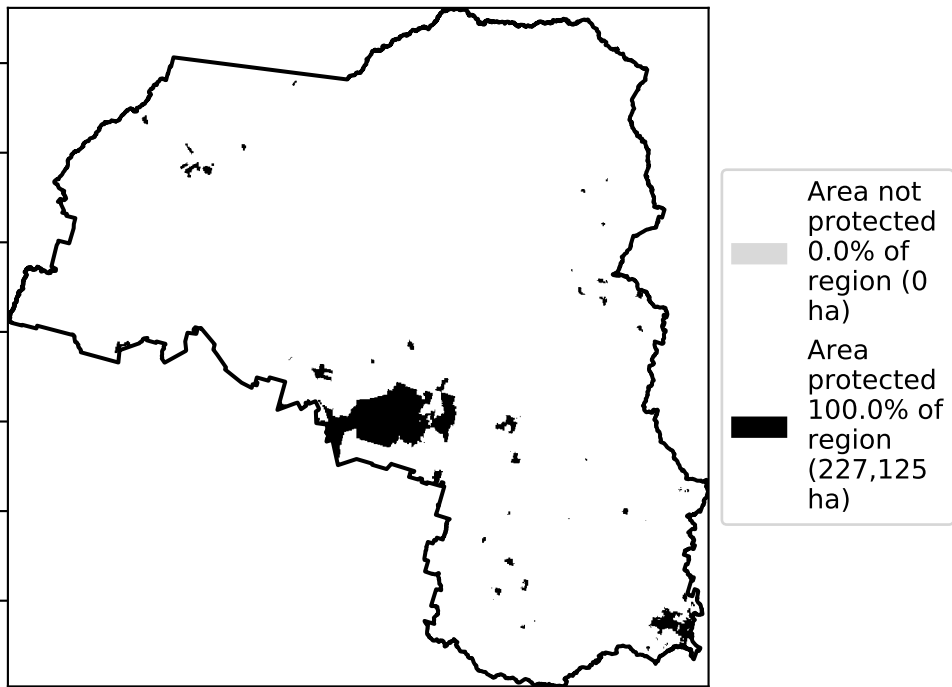 Area not
protected
0.0% of
region (0
ha)
Area
protected
100.0% of
region
(227,125
ha)